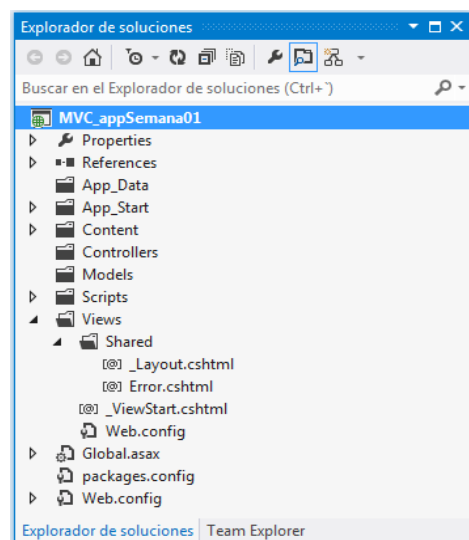 Explorador de soluciones
Buscar en el Explorador de soluciones (Ctrl+`)
MVC_appSemana01
Properties
References
App_Data
App_Start
Content
Controllers
Models
Scripts
Views
Shared
[@] _Layout.cshtml
[@] Error.cshtml
[@] _ViewStart.cshtml
Web.config
Global.asax
packages.config
Web.config
Explorador de soluciones Team Explorer